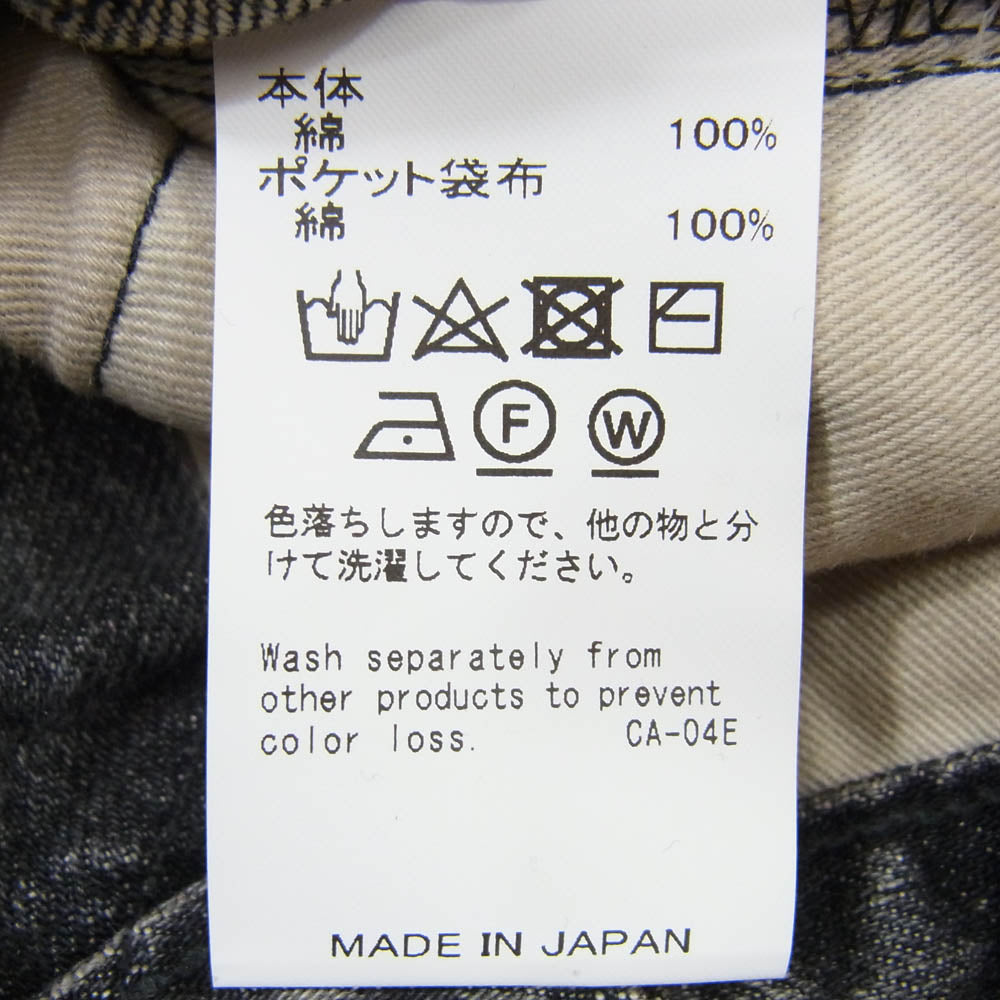 本体
綿 100%
ポケット袋布
綿 100%
F W
色落ちしますので、他の物と分
けて洗濯してください。
Wash separately from
other products to prevent
color loss. CA-04E
MADE IN JAPAN